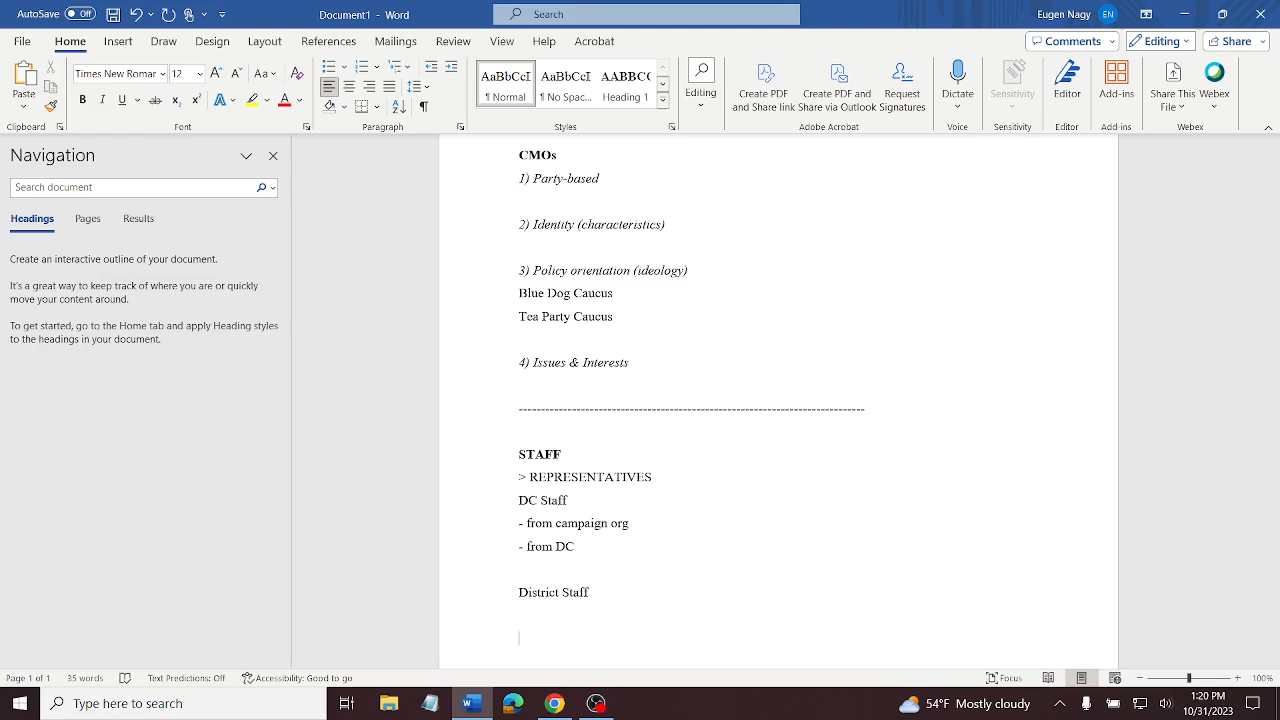 AutoSave Off Document1 - Word Search Eugen Nagy EN
File Home Insert Draw Design Layout References Mailings Review View Help Acrobat Comments Editing Share
Times New Roman 12 A A Aa A
Paste B I U ab x₂ x² A A
AaBbCcI AaBbCcI AABBCC
¶ Normal ¶ No Spac... Heading 1
Editing
Create PDF and Share link
Create PDF and Share via Outlook
Request Signatures
Dictate
Sensitivity
Editor
Add-ins
Share This File
Webex
Clipboard Font Paragraph Styles Adobe Acrobat Voice Sensitivity Editor Add-ins Webex
Navigation
Search document
Headings Pages Results
Create an interactive outline of your document.
It's a great way to keep track of where you are or quickly
move your content around.
To get started, go to the Home tab and apply Heading styles
to the headings in your document.
CMOs
1) Party-based
2) Identity (characteristics)
3) Policy orientation (ideology)
Blue Dog Caucus
Tea Party Caucus
4) Issues & Interests
------------------------------------------------------------------------------
STAFF
> REPRESENTATIVES
DC Staff
- from campaign org
- from DC
District Staff
Page 1 of 1 35 words Text Predictions: Off Accessibility: Good to go Focus 100%
Type here to search 54°F Mostly cloudy 1:20 PM
10/31/2023